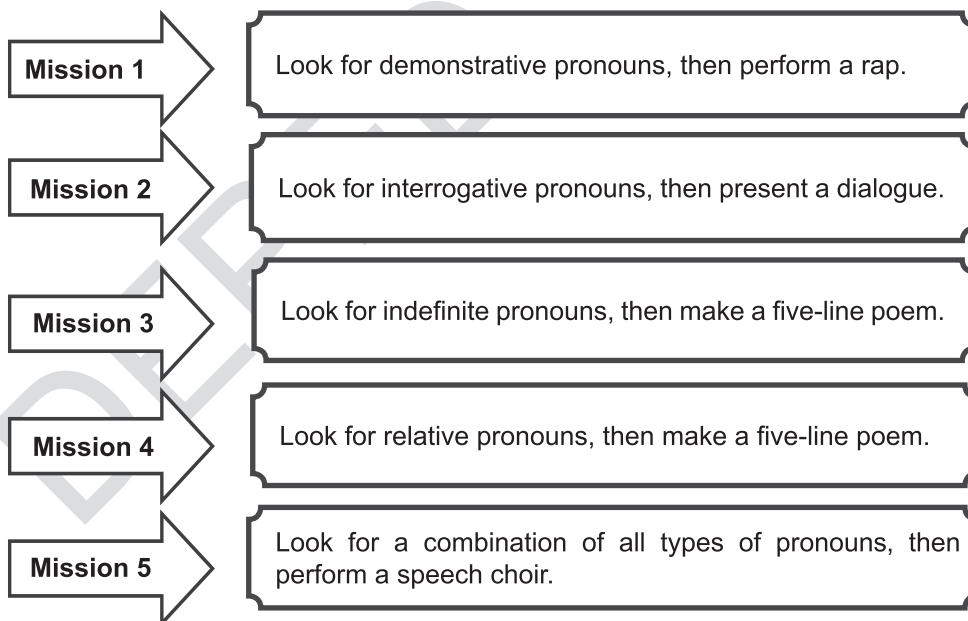 Mission 1
Look for demonstrative pronouns, then perform a rap.
Mission 2
Look for interrogative pronouns, then present a dialogue.
Mission 3
Look for indefinite pronouns, then make a five-line poem.
Mission 4
Look for relative pronouns, then make a five-line poem.
Mission 5
Look for a combination of all types of pronouns, then
perform a speech choir.